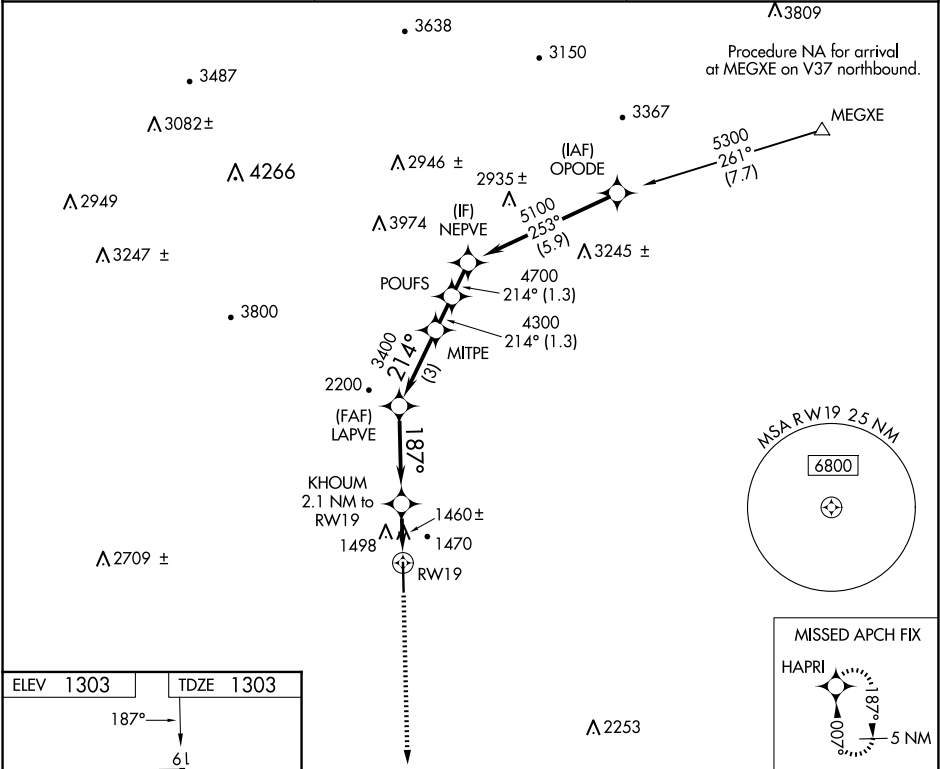 3809
3638
3150
Procedure NA for arrival
at MEGXE on V37 northbound.
3487
3367
MEGXE
3082±
5300
261°
(7.7)
(IAF)
OPODE
2946 ±
4266
2935 ±
2949
5100
253°
(5.9)
(IF)
NEPVE
3974
3247 ±
3245 ±
POUFS
4700
214° (1.3)
3800
4300
214° (1.3)
MITPE
3400
214°
(3)
2200
(FAF)
LAPVE
187°
MSA RW19 25 NM
6800
KHOUM
2.1 NM to
RW19
1460±
1498
1470
2709 ±
RW19
MISSED APCH FIX
HAPRI
187°
007°
5 NM
ELEV 1303
TDZE 1303
187°
19
2253